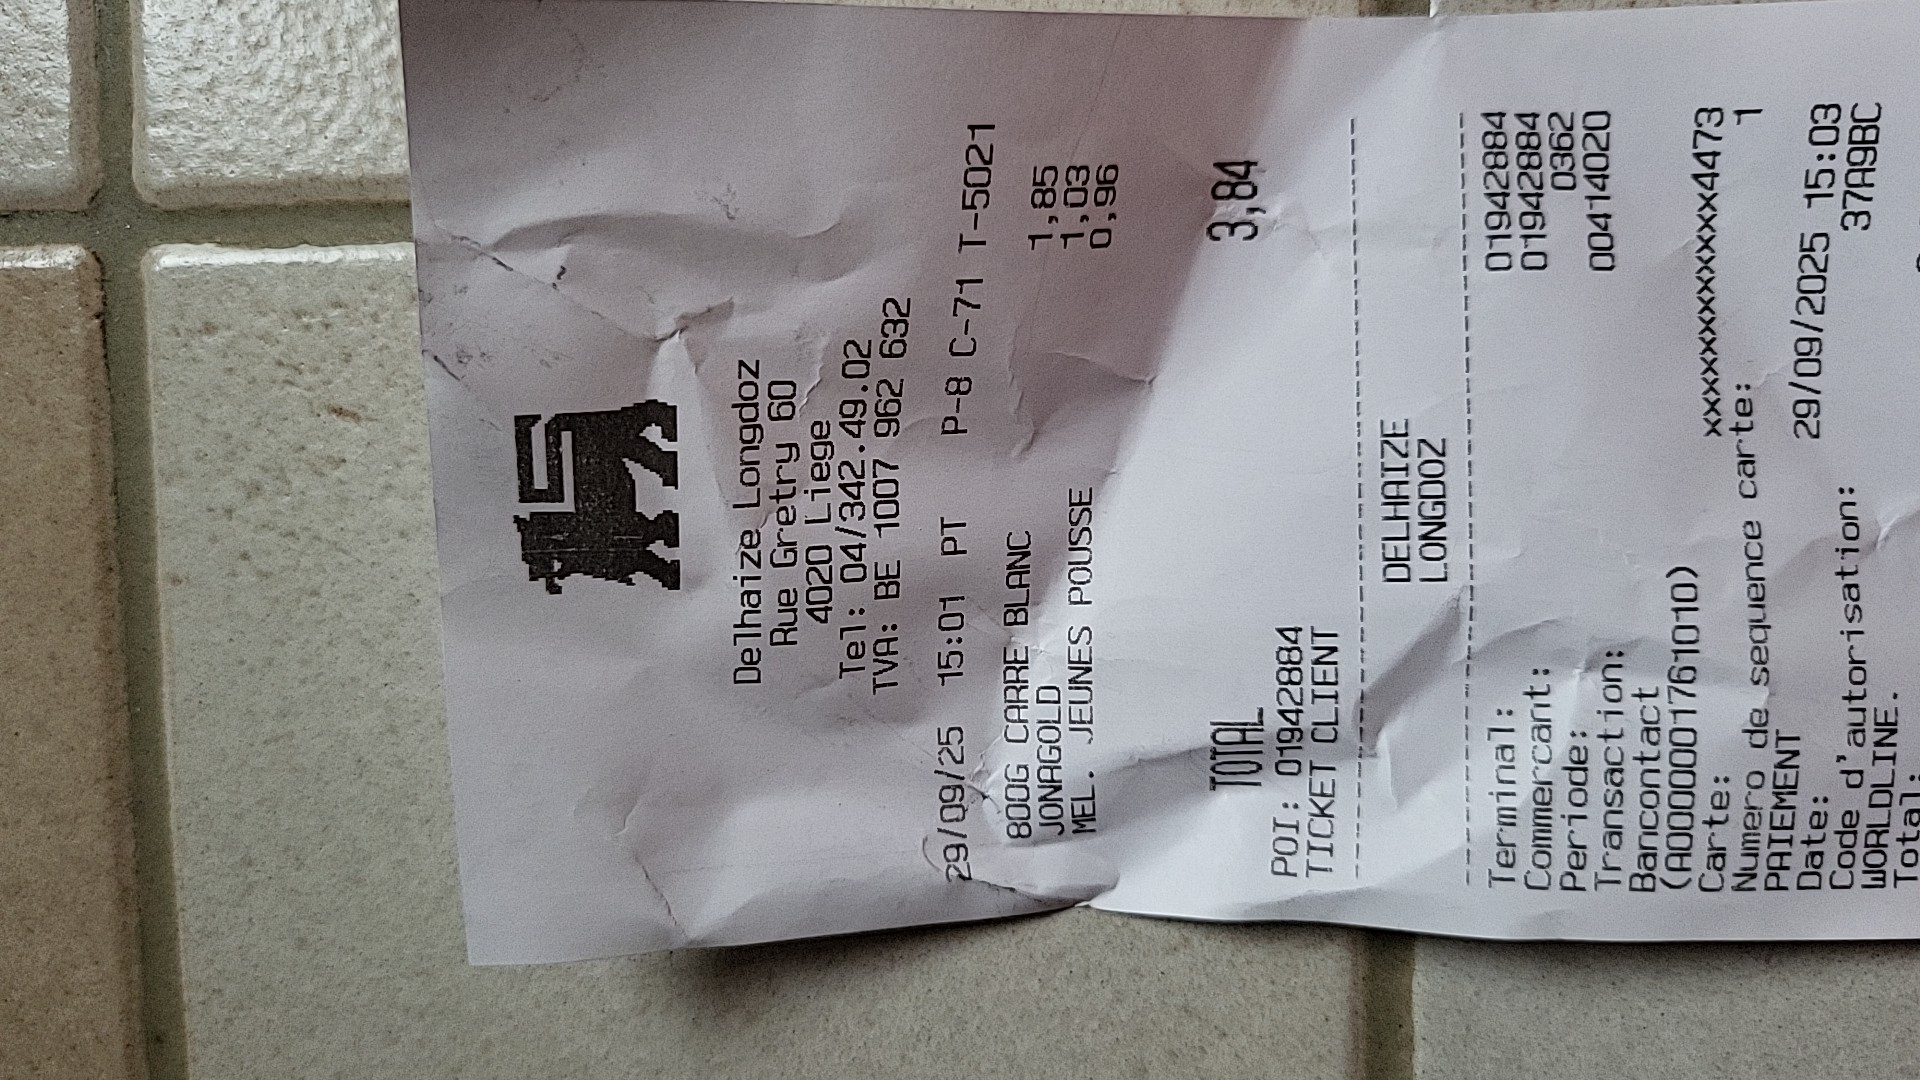 Delhaize Longdoz
Rue Gretry 60
4020 Liege
Tel: 04/342.49.02
TVA: BE 1007 962 632
29/09/25 15:01 PT P-8 C-71 T-5021
800G CARRE BLANC 1,85
JONAGOLD 1,03
MEL. JEUNES POUSSE 0,96
TOTAL 3,84
POI: 01942884
TICKET CLIENT
DELHAIZE
LONGDOZ
Terminal: 01942884
Commercant: 01942884
Periode: 0362
Transaction: 00414020
Bancontact
(A0000001761010)
Carte: xxxxxxxxxxxxxxx4473
Numero de sequence carte: 1
PAIEMENT
Date: 29/09/2025 15:03
Code d'autorisation: 37A9BC
WORLDLINE.
Total: